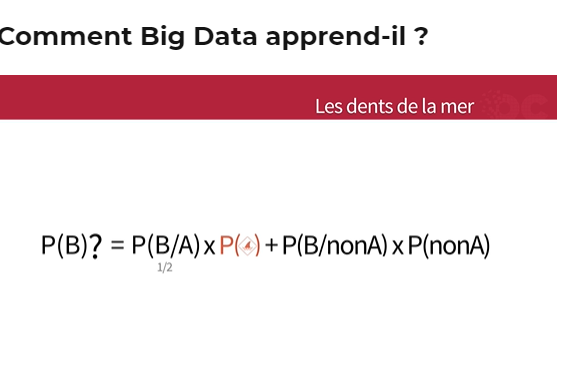 Comment Big Data apprend-il ?
Les dents de la mer
P(B)? = P(B/A) x P( ) + P(B/nonA) x P(nonA)
1/2